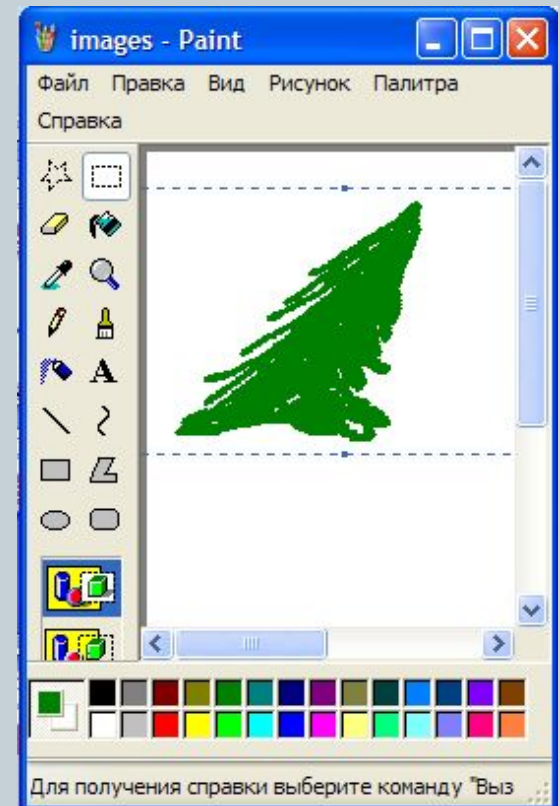 images - Paint
Файл Правка Вид Рисунок Палитра
Справка
A
Для получения справки выберите команду "Выз